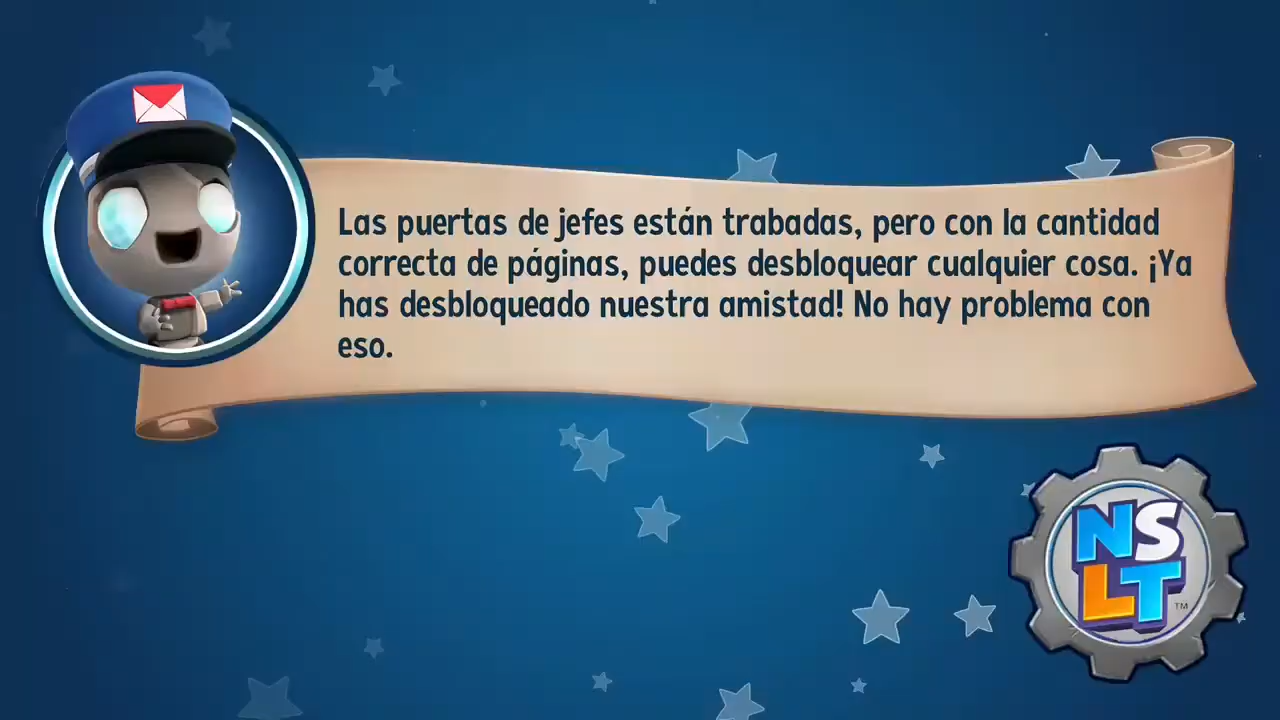 Las puertas de jefes están trabadas, pero con la cantidad
correcta de páginas, puedes desbloquear cualquier cosa. ¡Ya
has desbloqueado nuestra amistad! No hay problema con
eso.
NS
LT
TM